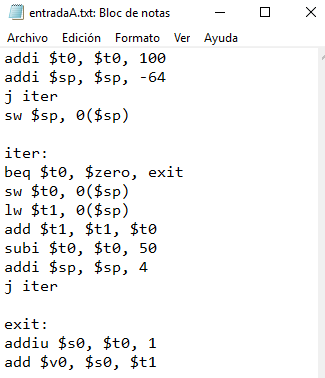 entradaA.txt: Bloc de notas
Archivo Edición Formato Ver Ayuda
addi $t0, $t0, 100
addi $sp, $sp, -64
j iter
sw $sp, 0($sp)
iter:
beq $t0, $zero, exit
sw $t0, 0($sp)
lw $t1, 0($sp)
add $t1, $t1, $t0
subi $t0, $t0, 50
addi $sp, $sp, 4
j iter
exit:
addiu $s0, $t0, 1
add $v0, $s0, $t1